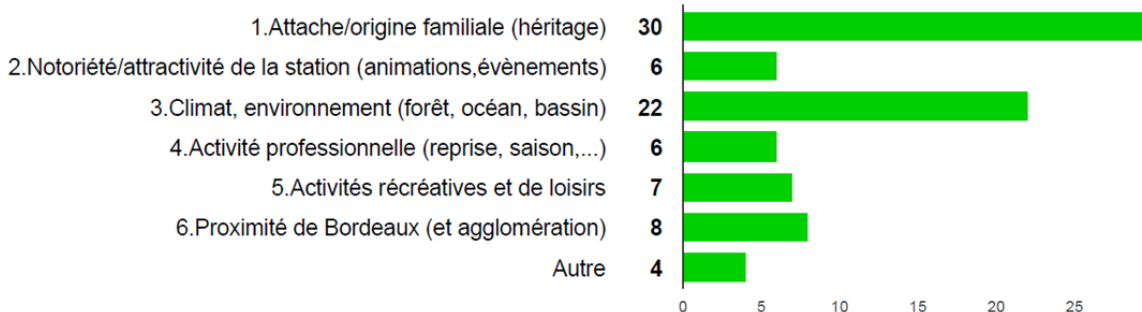 1.Attache/origine familiale (héritage) 30
2.Notoriété/attractivité de la station (animations,évènements) 6
3.Climat, environnement (forêt, océan, bassin) 22
4.Activité professionnelle (reprise, saison,...) 6
5.Activités récréatives et de loisirs 7
6.Proximité de Bordeaux (et agglomération) 8
Autre 4
0 5 10 15 20 25